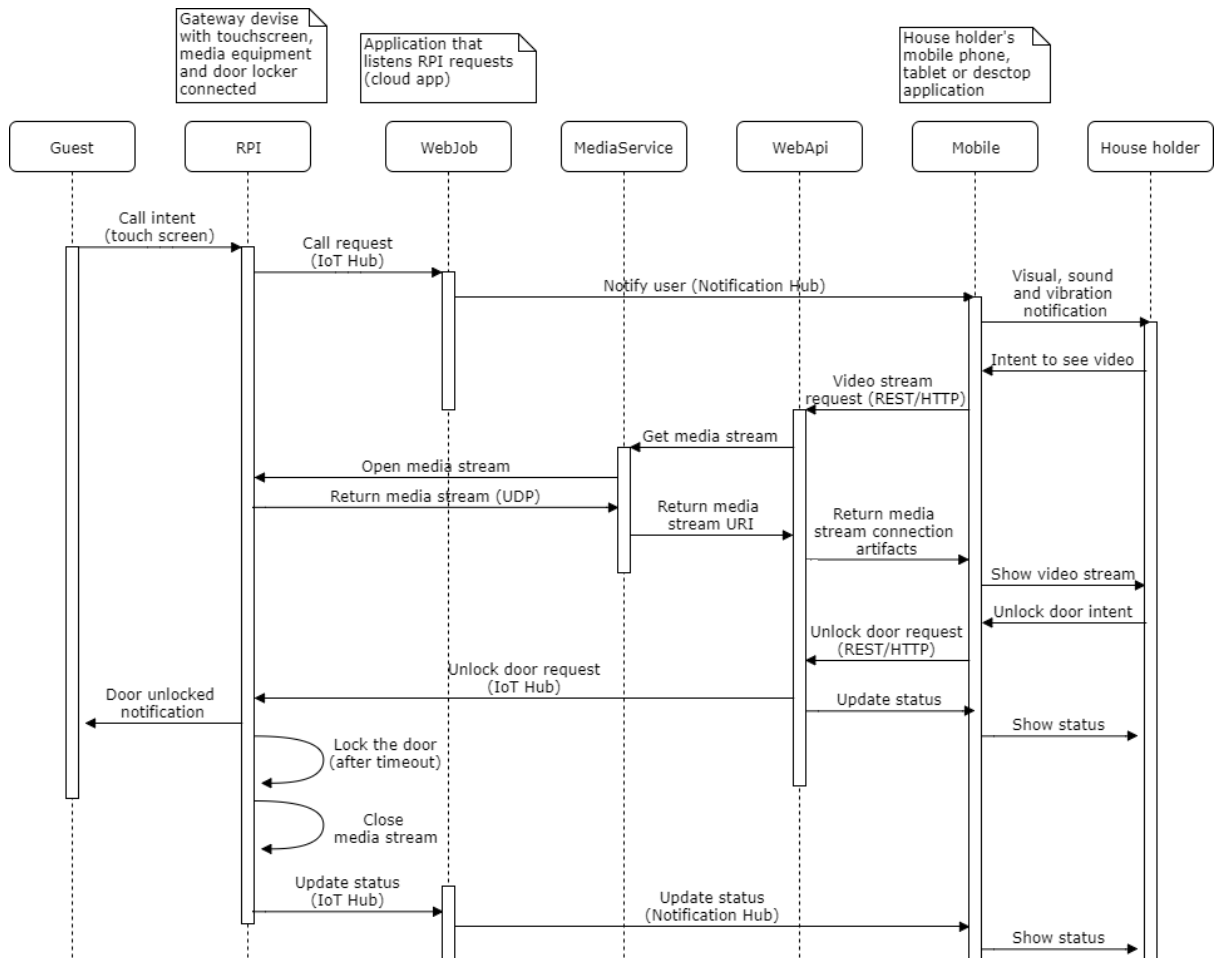 Gateway devise
with touchscreen,
media equipment
and door locker
connected
Application that
listens RPI requests
(cloud app)
House holder's
mobile phone,
tablet or desctop
application
Guest
RPI
WebJob
MediaService
WebApi
Mobile
House holder
Call intent
(touch screen)
Call request
(IoT Hub)
Notify user (Notification Hub)
Visual, sound
and vibration
notification
Intent to see video
Video stream
request (REST/HTTP)
Get media stream
Open media stream
Return media stream (UDP)
Return media
stream URI
Return media
stream connection
artifacts
Show video stream
Unlock door intent
Unlock door request
(REST/HTTP)
Unlock door request
(IoT Hub)
Door unlocked
notification
Update status
Show status
Lock the door
(after timeout)
Close
media stream
Update status
(IoT Hub)
Update status
(Notification Hub)
Show status